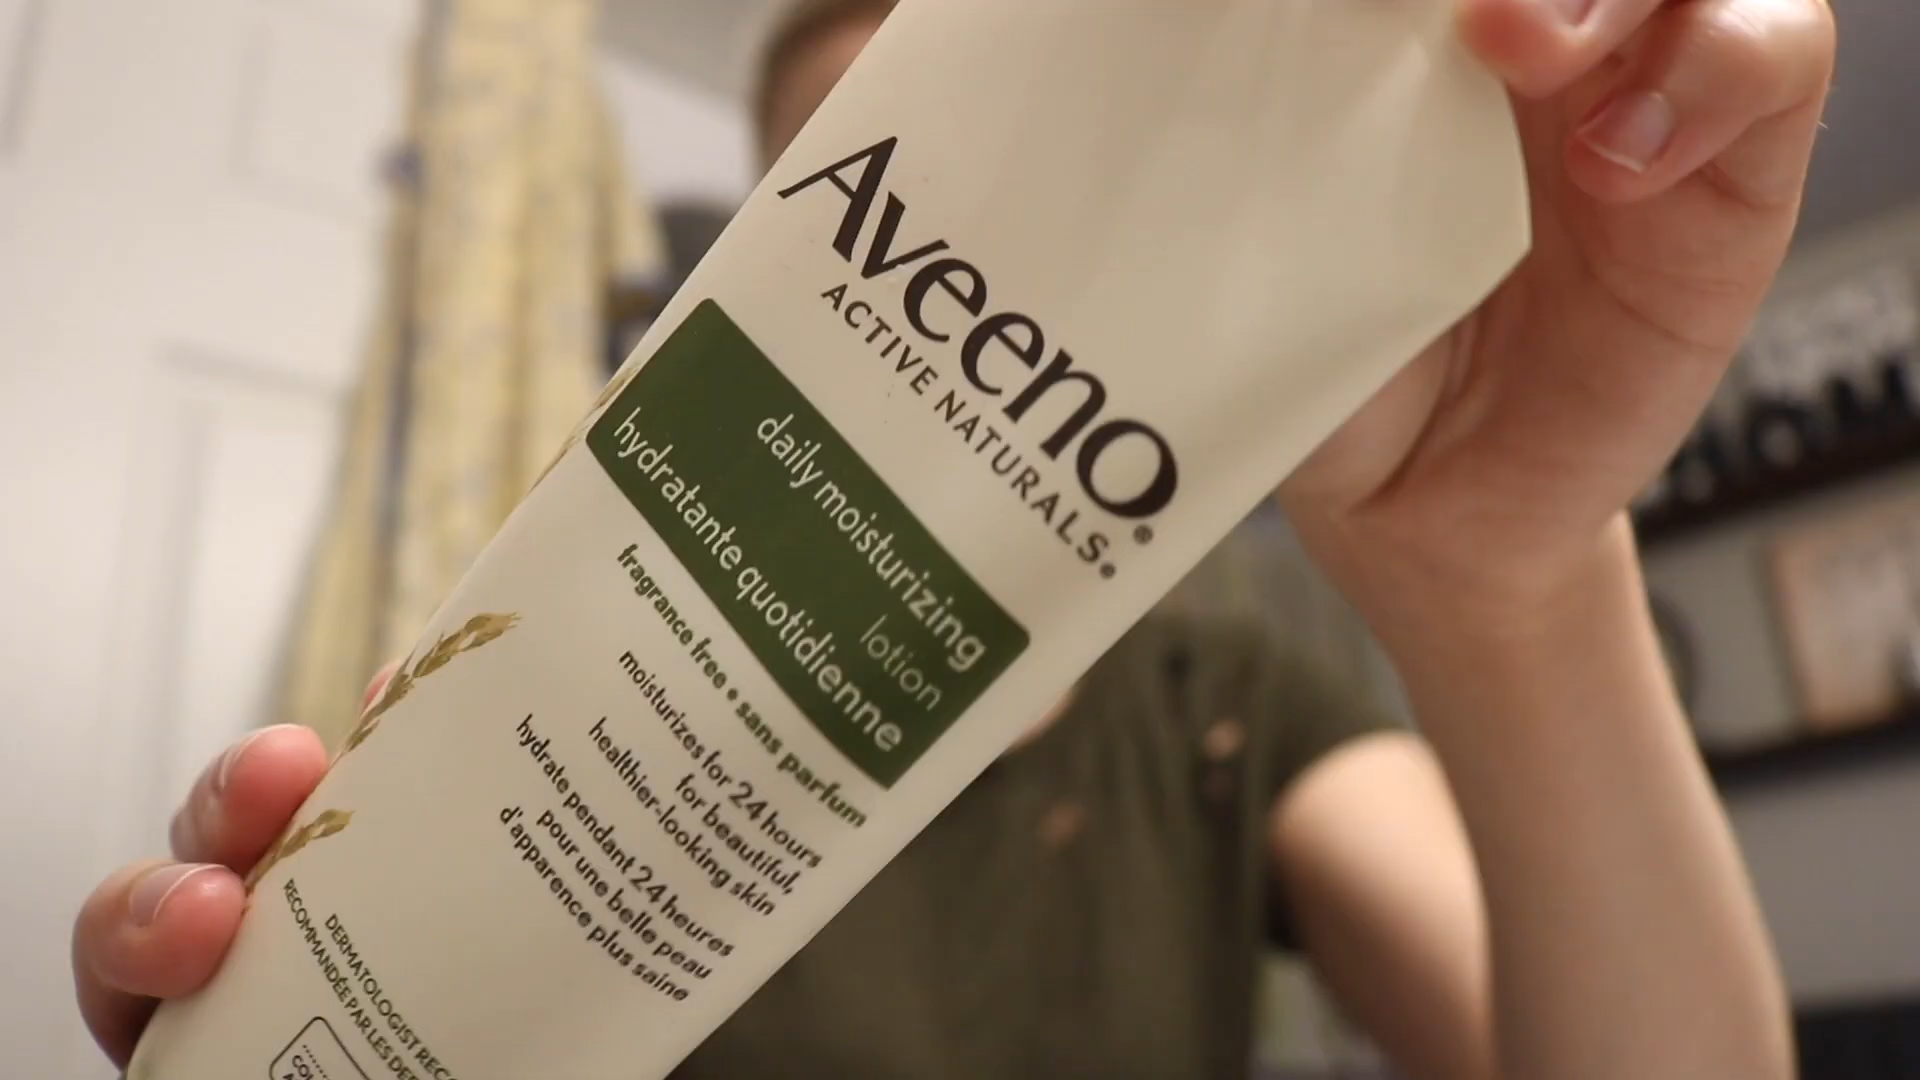 Aveeno®
ACTIVE NATURALS®
daily moisturizing
lotion
hydratante quotidienne
fragrance free • sans parfum
moisturizes for 24 hours
for beautiful,
healthier-looking skin
hydrate pendant 24 heures
pour une belle peau
d'apparence plus saine
DERMATOLOGIST
RECOMMANDÉE PAR LES